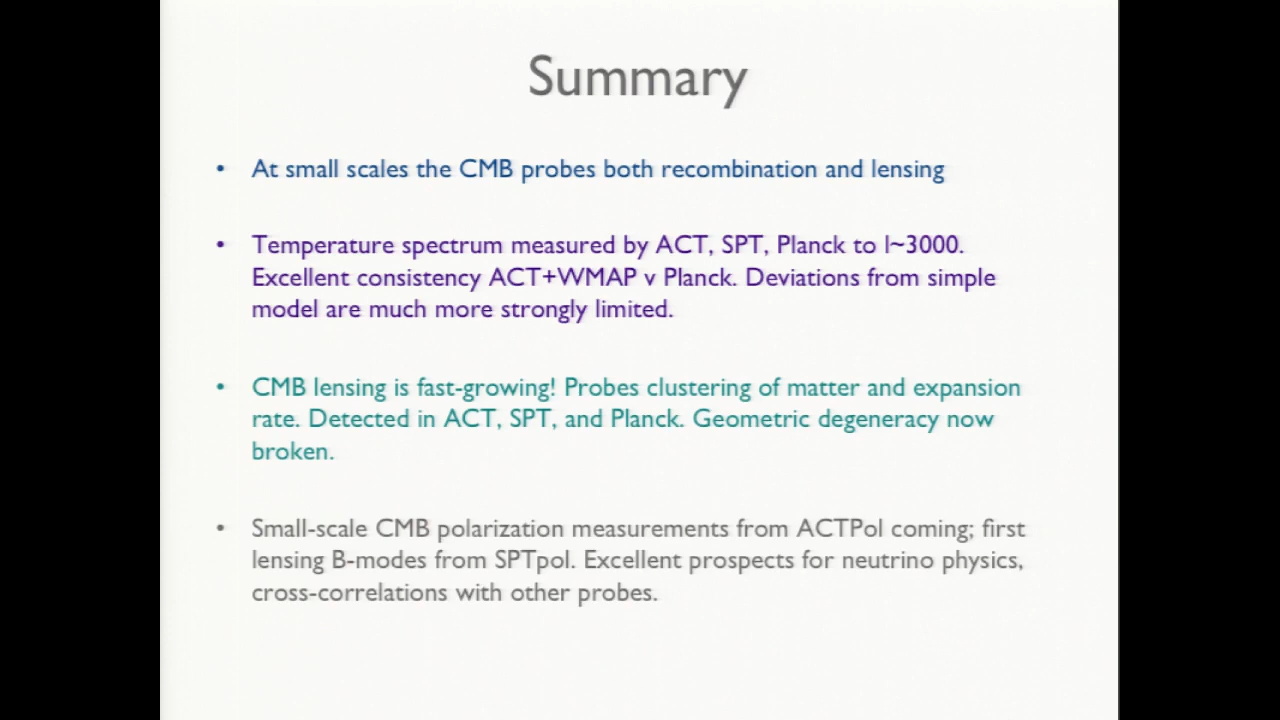 Summary
• At small scales the CMB probes both recombination and lensing
• Temperature spectrum measured by ACT, SPT, Planck to l~3000.
Excellent consistency ACT+WMAP v Planck. Deviations from simple
model are much more strongly limited.
• CMB lensing is fast-growing! Probes clustering of matter and expansion
rate. Detected in ACT, SPT, and Planck. Geometric degeneracy now
broken.
• Small-scale CMB polarization measurements from ACTPol coming; first
lensing B-modes from SPTpol. Excellent prospects for neutrino physics,
cross-correlations with other probes.